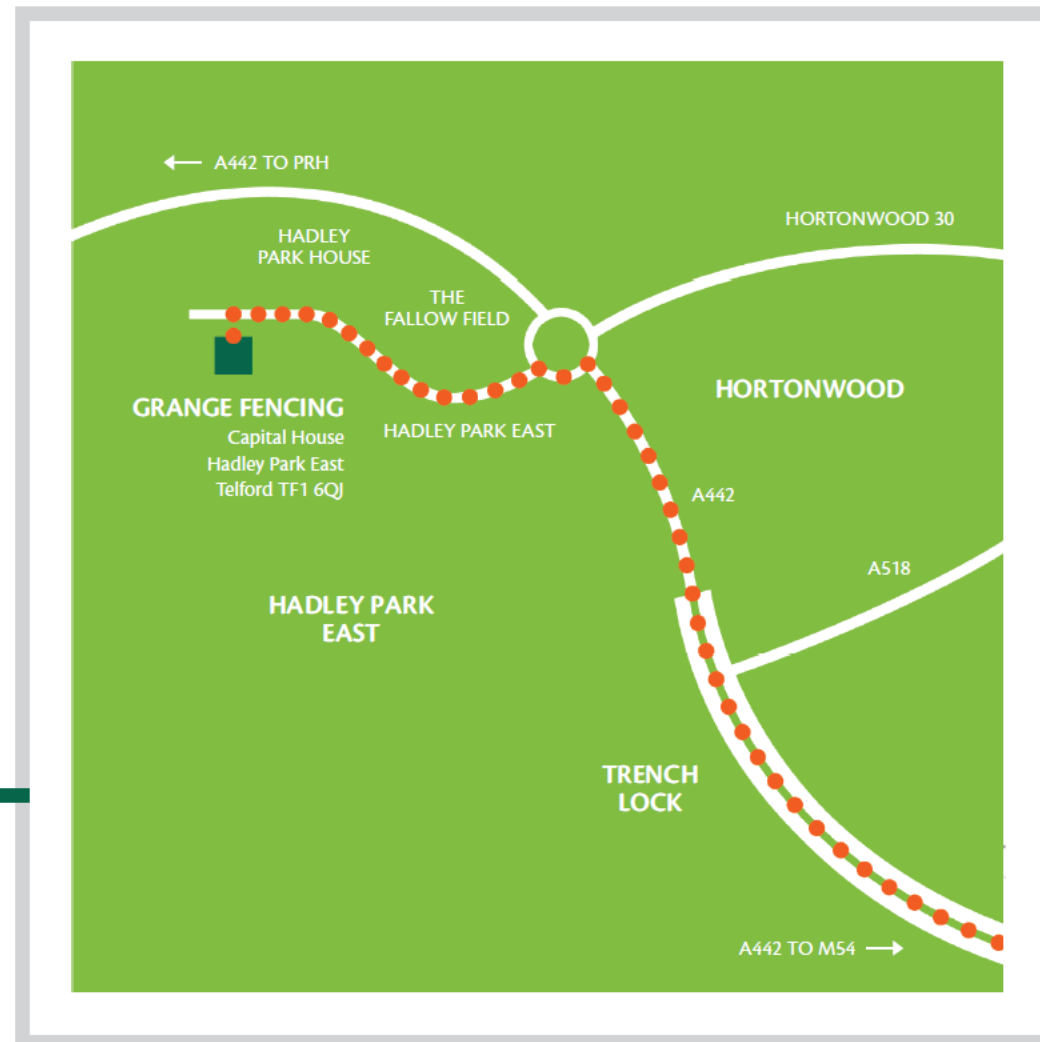 A442 TO PRH
HORTONWOOD 30
HADLEY
PARK HOUSE
THE
FALLOW FIELD
HORTONWOOD
GRANGE FENCING
Capital House
Hadley Park East
Telford TF1 6QJ
HADLEY PARK EAST
A442
A518
HADLEY PARK
EAST
TRENCH
LOCK
A442 TO M54